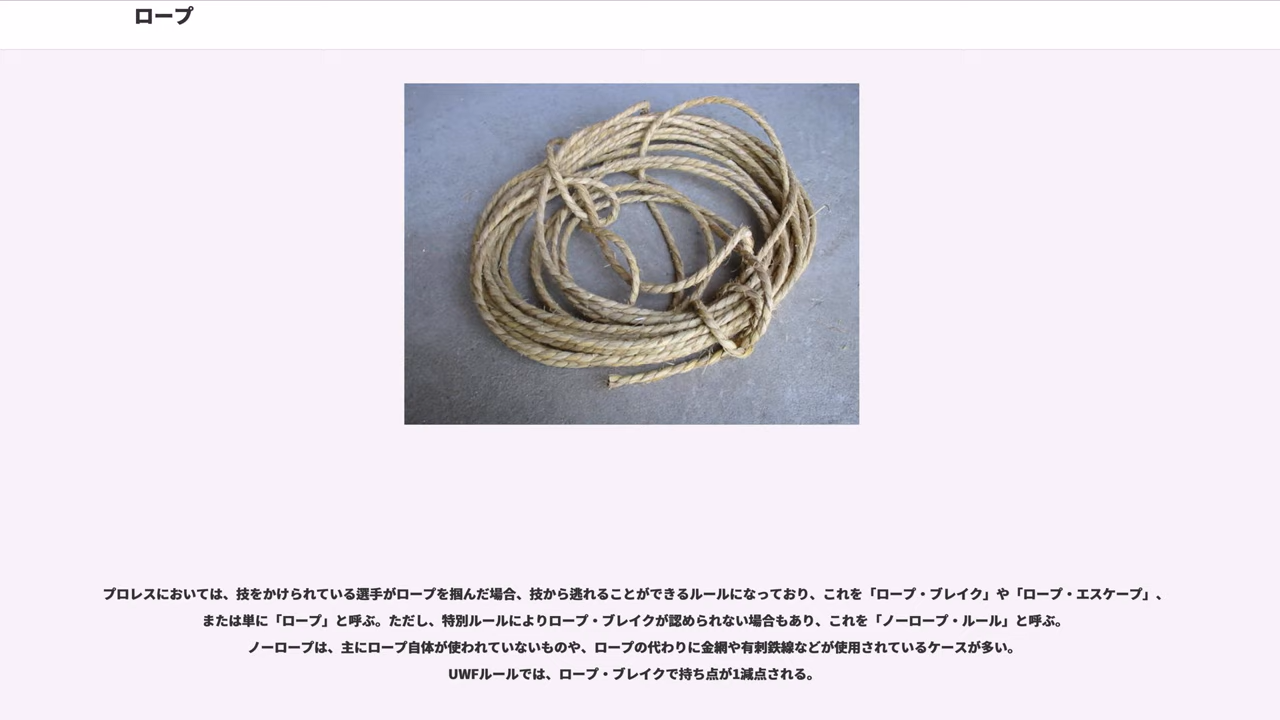 ロープ
プロレスにおいては、技をかけられている選手がロープを掴んだ場合、技から逃れることができるルールになっており、これを「ロープ・ブレイク」や「ロープ・エスケープ」、
または単に「ロープ」と呼ぶ。ただし、特別ルールによりロープ・ブレイクが認められない場合もあり、これを「ノーロープ・ルール」と呼ぶ。
ノーロープは、主にロープ自体が使われていないものや、ロープの代わりに金網や有刺鉄線などが使用されているケースが多い。
UWFルールでは、ロープ・ブレイクで持ち点が1減点される。